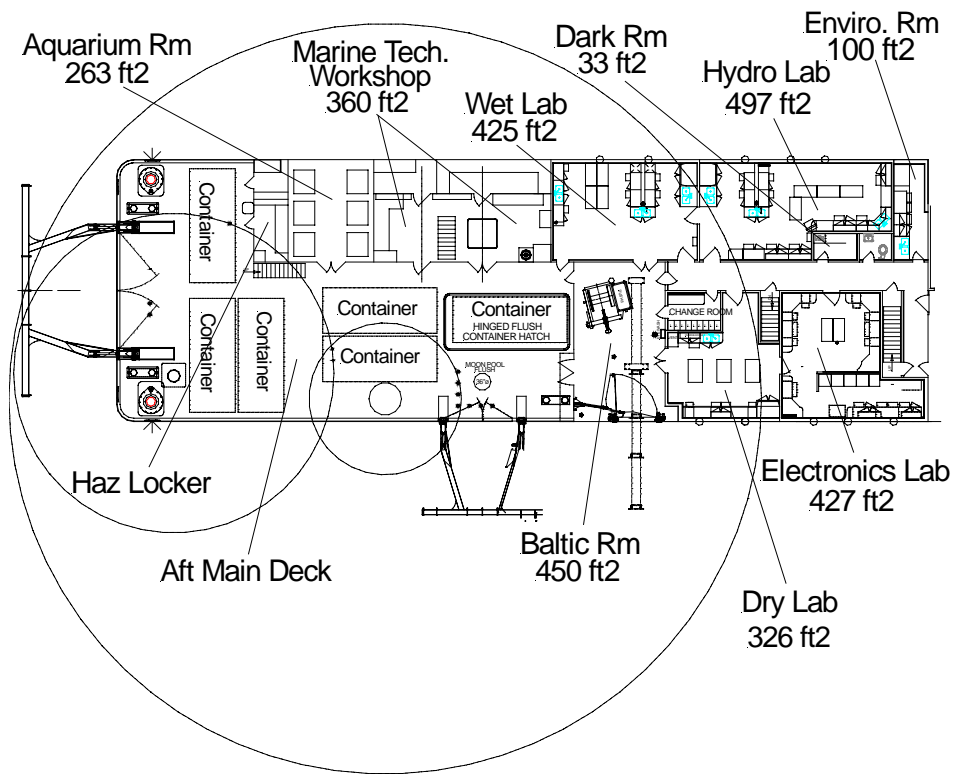 Aquarium Rm
263 ft2
Marine Tech.
Workshop
360 ft2
Wet Lab
425 ft2
Dark Rm
33 ft2
Hydro Lab
497 ft2
Enviro. Rm
100 ft2
Container
Container
Container
Container
Container
Container
HINGED FLUSH
CONTAINER HATCH
MOON POOL
FLUSH
36"ø
CHANGE ROOM
Haz Locker
Aft Main Deck
Baltic Rm
450 ft2
Electronics Lab
427 ft2
Dry Lab
326 ft2